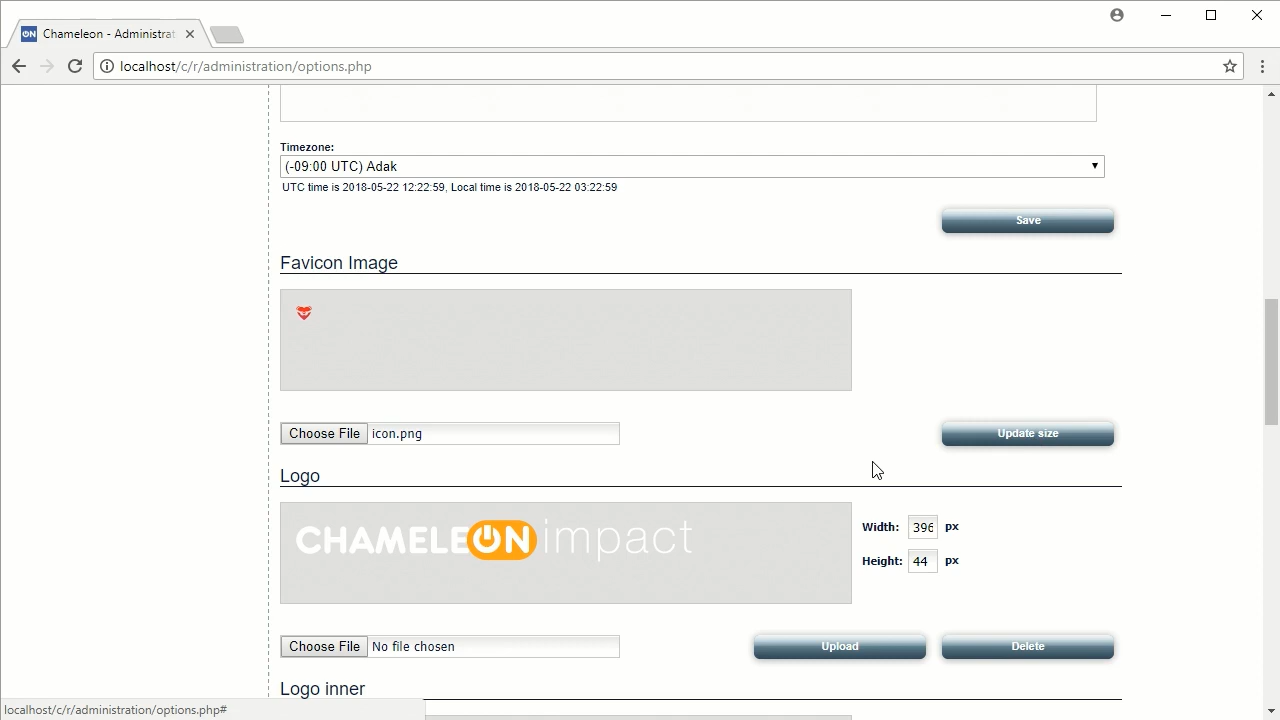 Chameleon - Administrat
localhost/c/r/administration/options.php
Timezone:
(-09:00 UTC) Adak
UTC time is 2018-05-22 12:22:59, Local time is 2018-05-22 03:22:59
Save
Favicon Image
Choose File icon.png
Update size
Logo
CHAMELEON impact
Width: 396 px
Height: 44 px
Choose File No file chosen
Upload
Delete
Logo inner
localhost/c/r/administration/options.php#